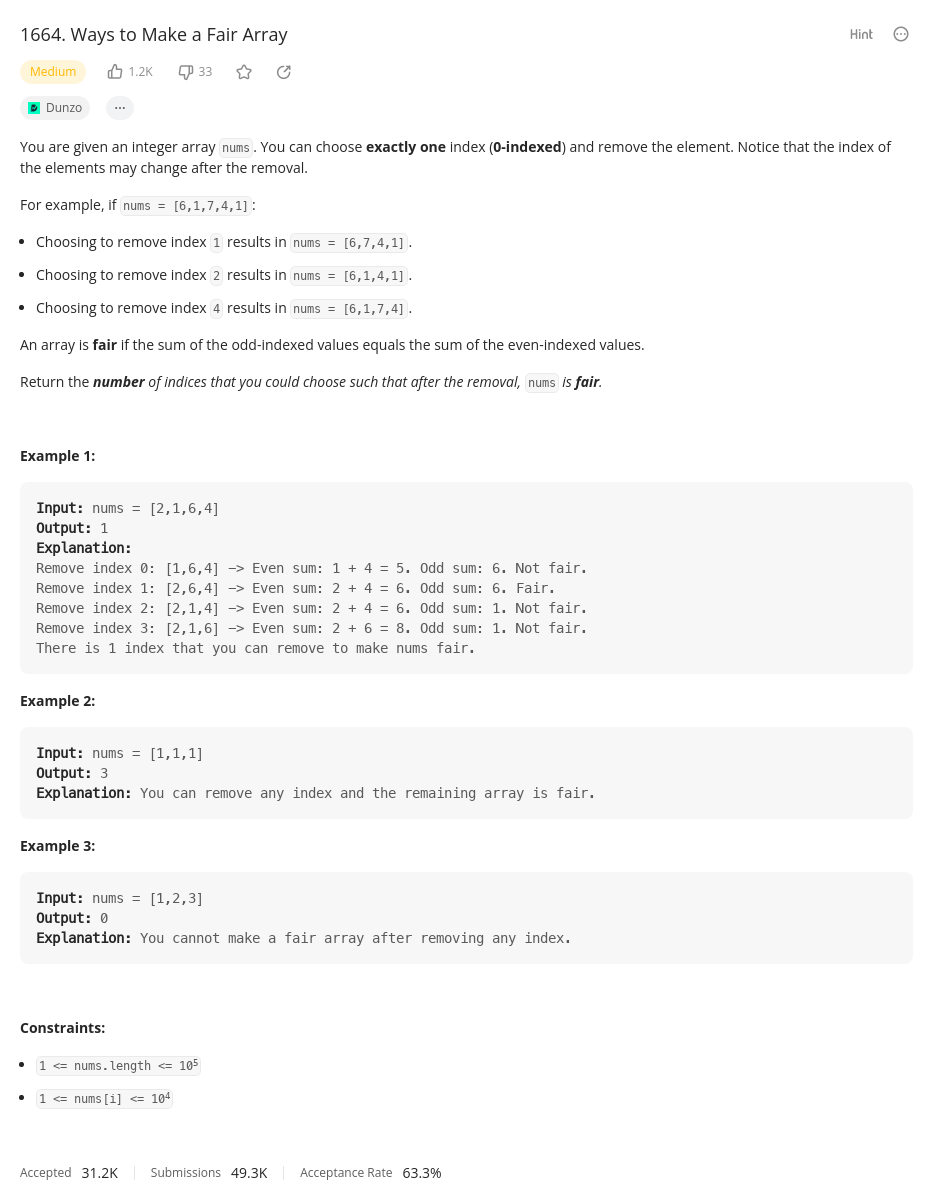 1664. Ways to Make a Fair Array
Hint
Medium 1.2K 33
Dunzo ...
You are given an integer array nums. You can choose exactly one index (0-indexed) and remove the element. Notice that the index of
the elements may change after the removal.
For example, if nums = [6,1,7,4,1]:
• Choosing to remove index 1 results in nums = [6,7,4,1].
• Choosing to remove index 2 results in nums = [6,1,4,1].
• Choosing to remove index 4 results in nums = [6,1,7,4].
An array is fair if the sum of the odd-indexed values equals the sum of the even-indexed values.
Return the number of indices that you could choose such that after the removal, nums is fair.
Example 1:
Input: nums = [2,1,6,4]
Output: 1
Explanation:
Remove index 0: [1,6,4] -> Even sum: 1 + 4 = 5. Odd sum: 6. Not fair.
Remove index 1: [2,6,4] -> Even sum: 2 + 4 = 6. Odd sum: 6. Fair.
Remove index 2: [2,1,4] -> Even sum: 2 + 4 = 6. Odd sum: 1. Not fair.
Remove index 3: [2,1,6] -> Even sum: 2 + 6 = 8. Odd sum: 1. Not fair.
There is 1 index that you can remove to make nums fair.
Example 2:
Input: nums = [1,1,1]
Output: 3
Explanation: You can remove any index and the remaining array is fair.
Example 3:
Input: nums = [1,2,3]
Output: 0
Explanation: You cannot make a fair array after removing any index.
Constraints:
• 1 <= nums.length <= 10⁵
• 1 <= nums[i] <= 10⁴
Accepted 31.2K Submissions 49.3K Acceptance Rate 63.3%